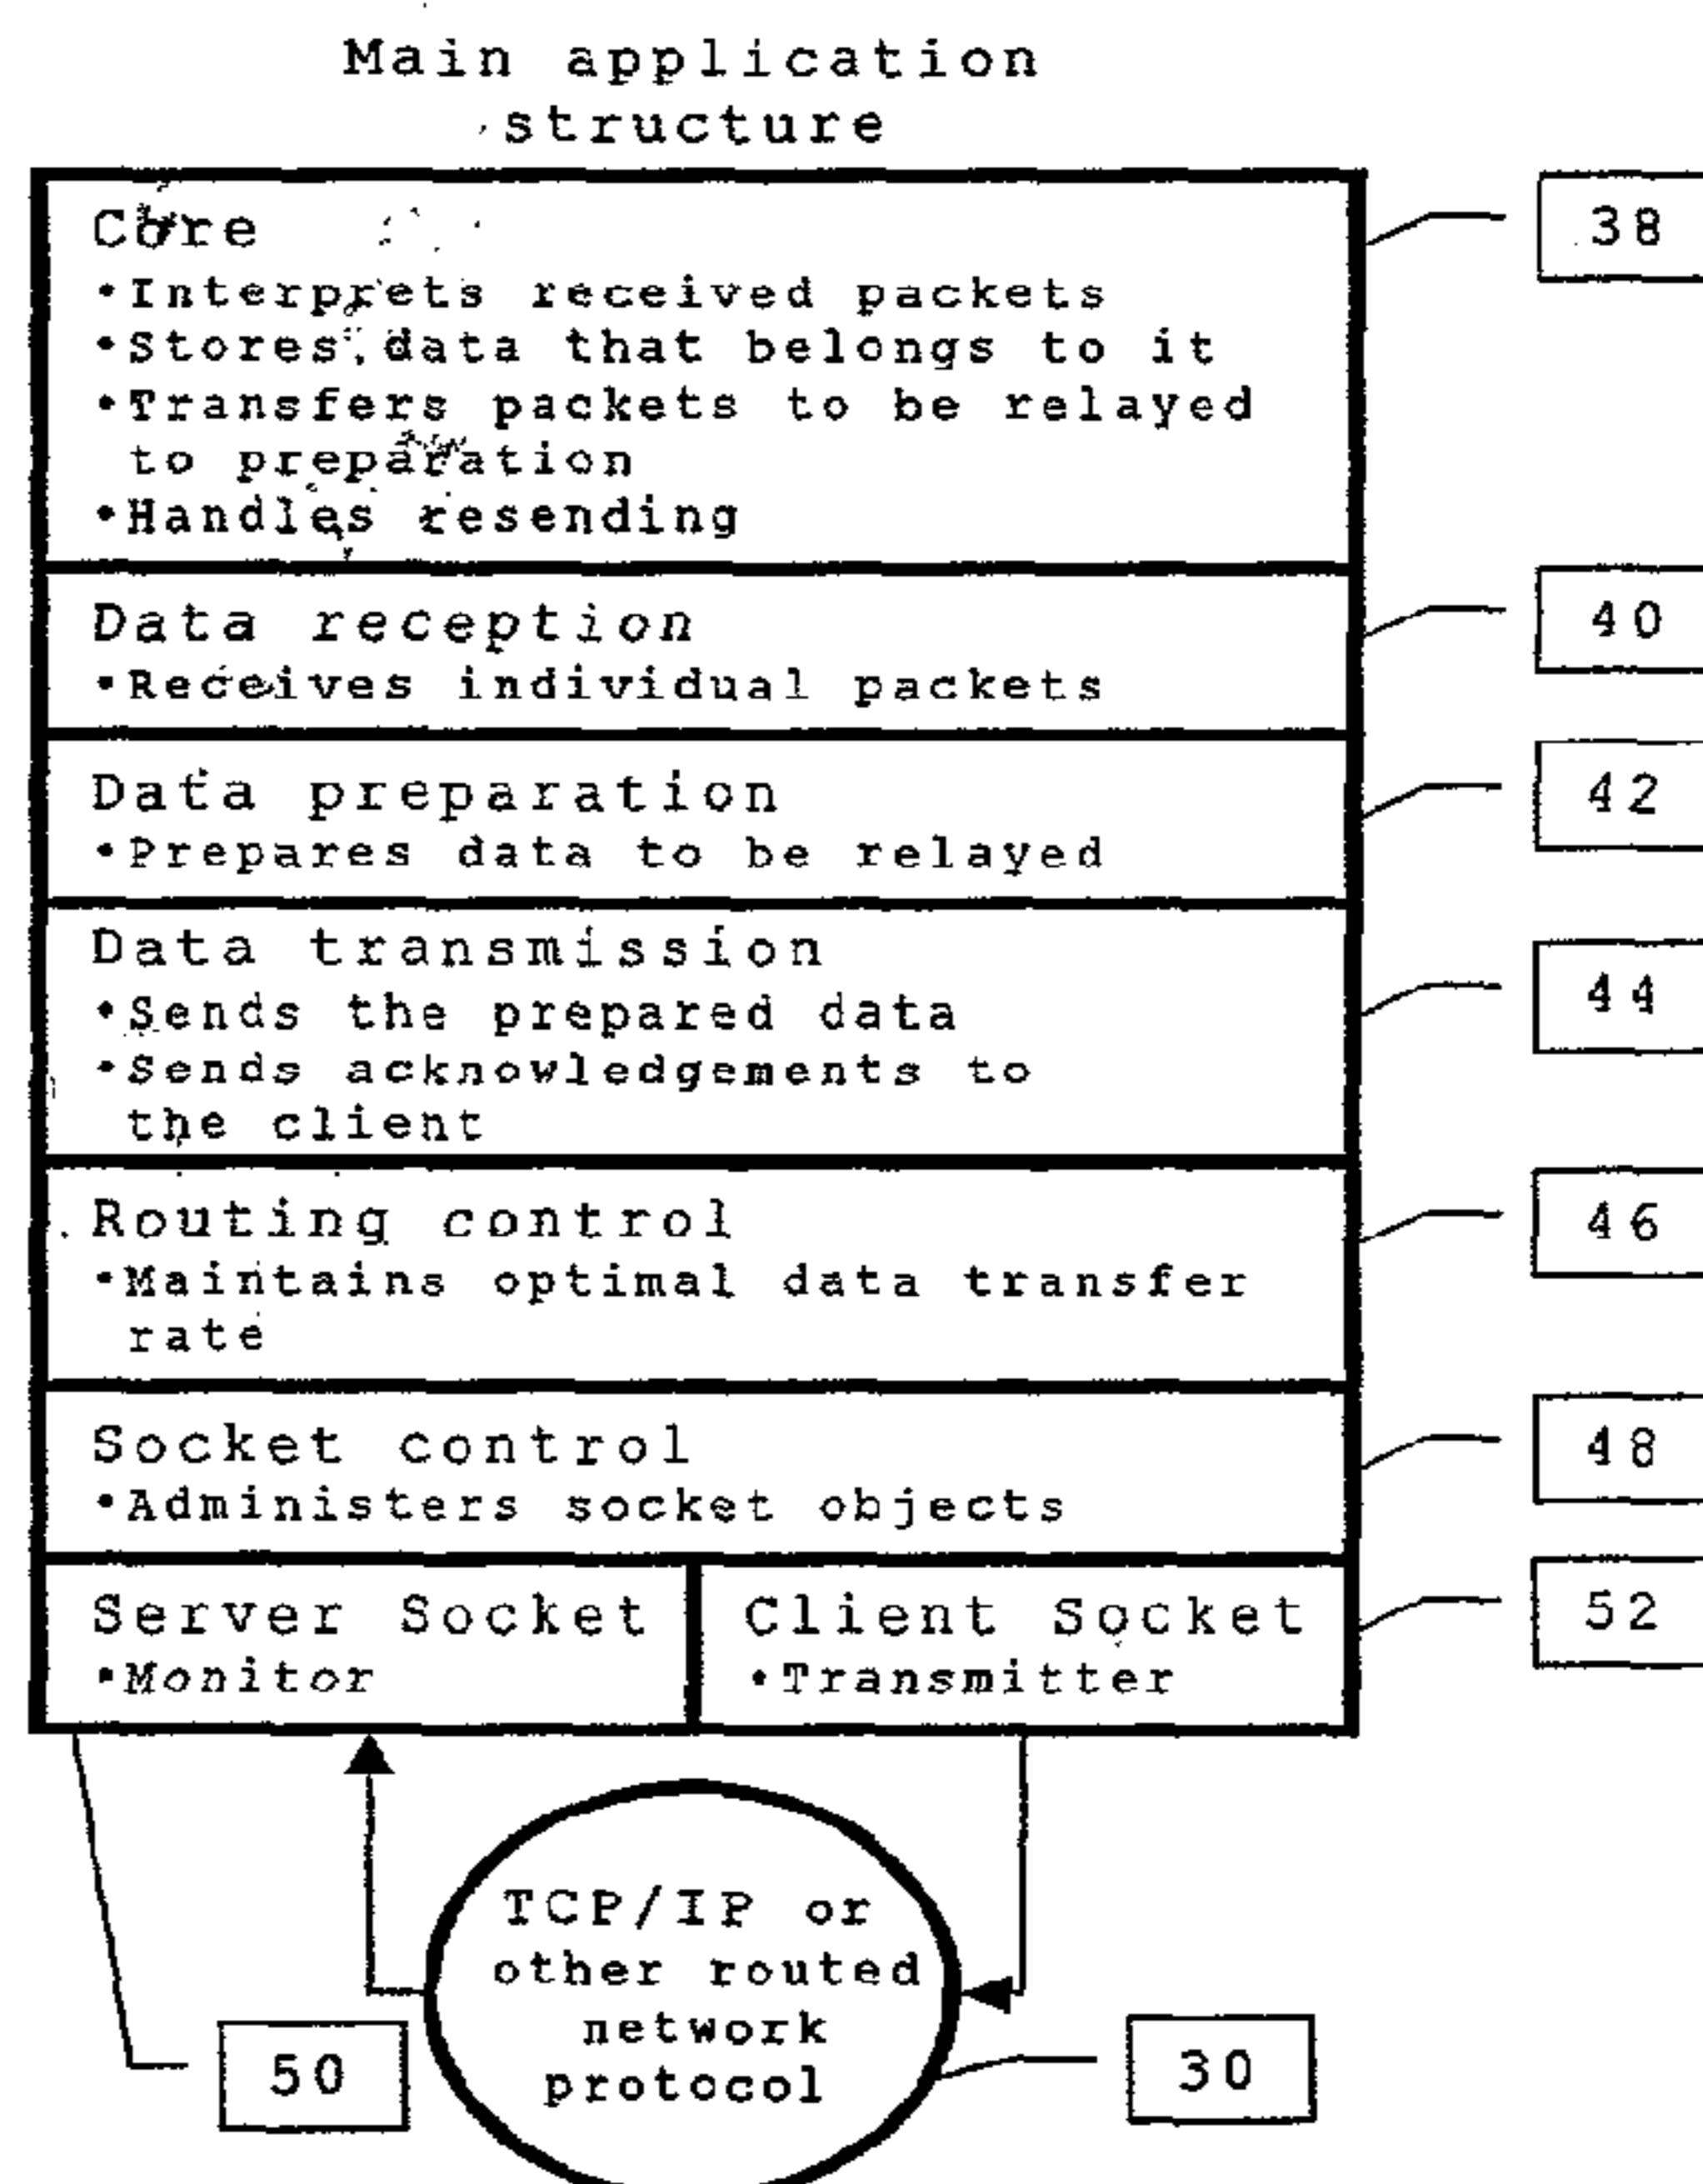 Main application
structure
Core
•Interprets received packets
•Stores data that belongs to it
•Transfers packets to be relayed
to preparation
•Handles resending
38
Data reception
•Receives individual packets
40
Data preparation
•Prepares data to be relayed
42
Data transmission
•Sends the prepared data
•Sends acknowledgements to
the client
44
Routing control
•Maintains optimal data transfer
rate
46
Socket control
•Administers socket objects
48
Server Socket
•Monitor
Client Socket
•Transmitter
52
TCP/IP or
other routed
network
protocol
50
30